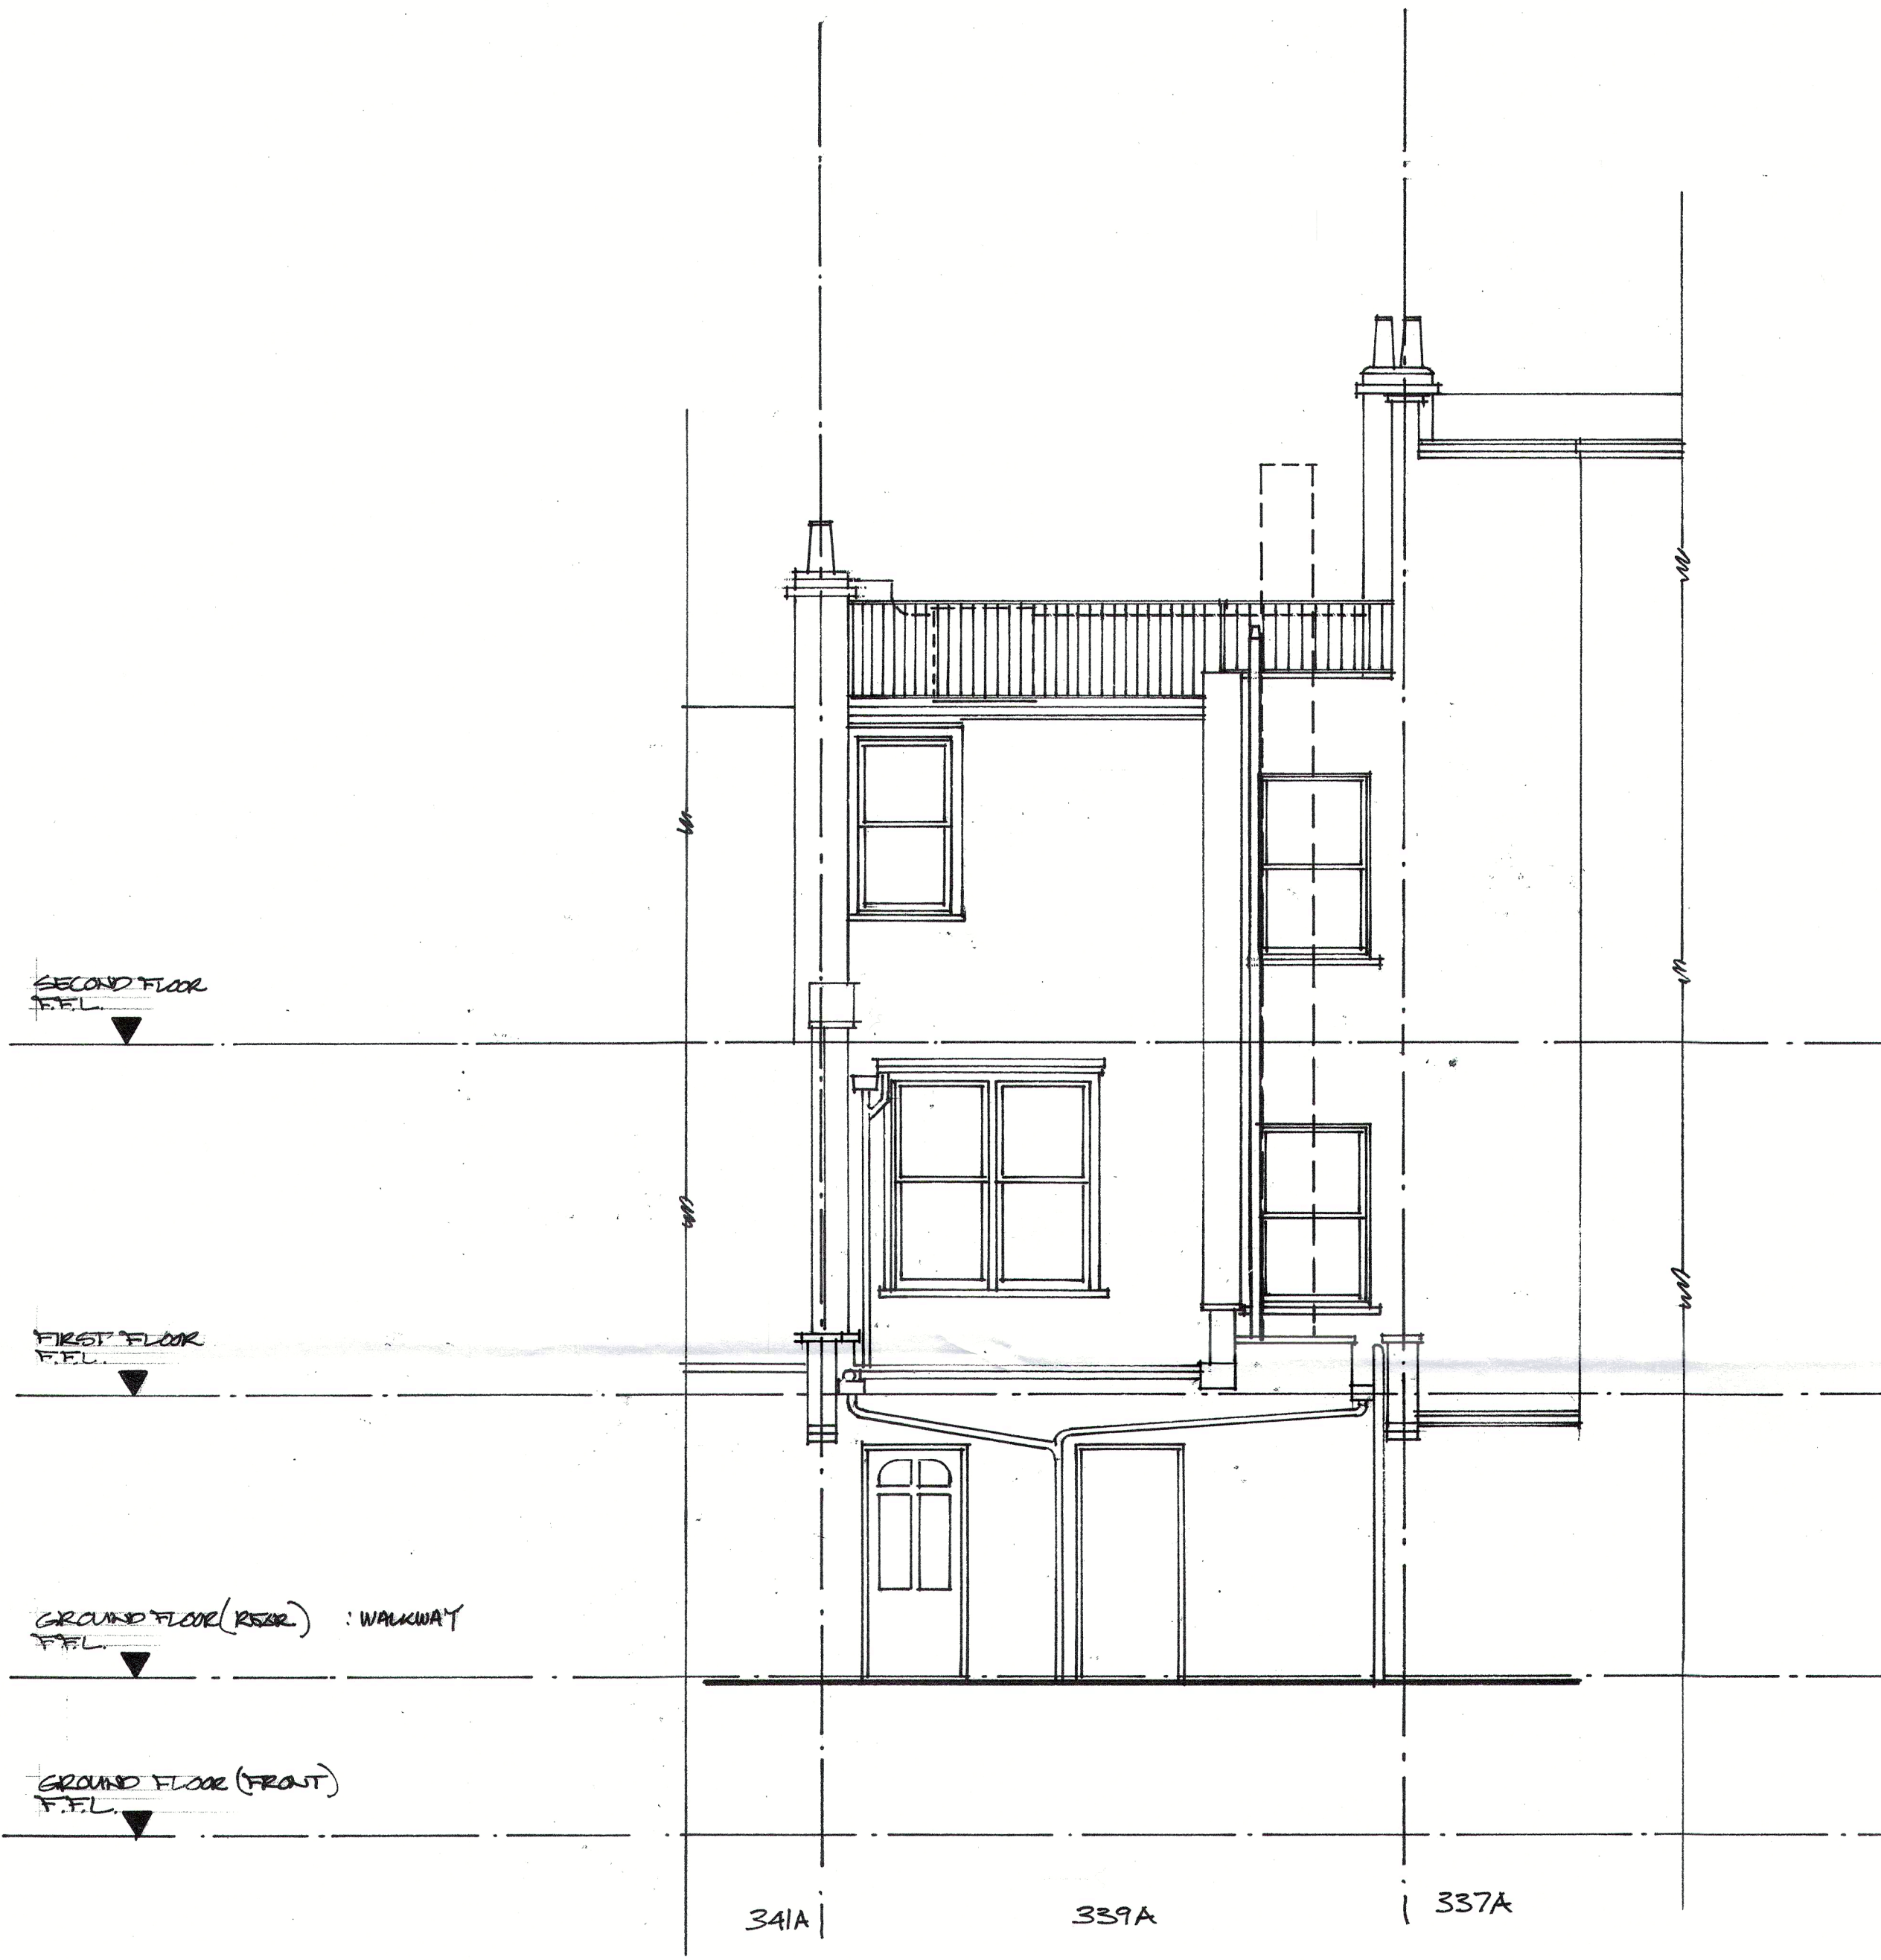 SECOND FLOOR
F.F.L.
FIRST FLOOR
F.F.L.
GROUND FLOOR (REAR) : WALKWAY
F.F.L.
GROUND FLOOR (FRONT)
F.F.L.
341A
339A
337A